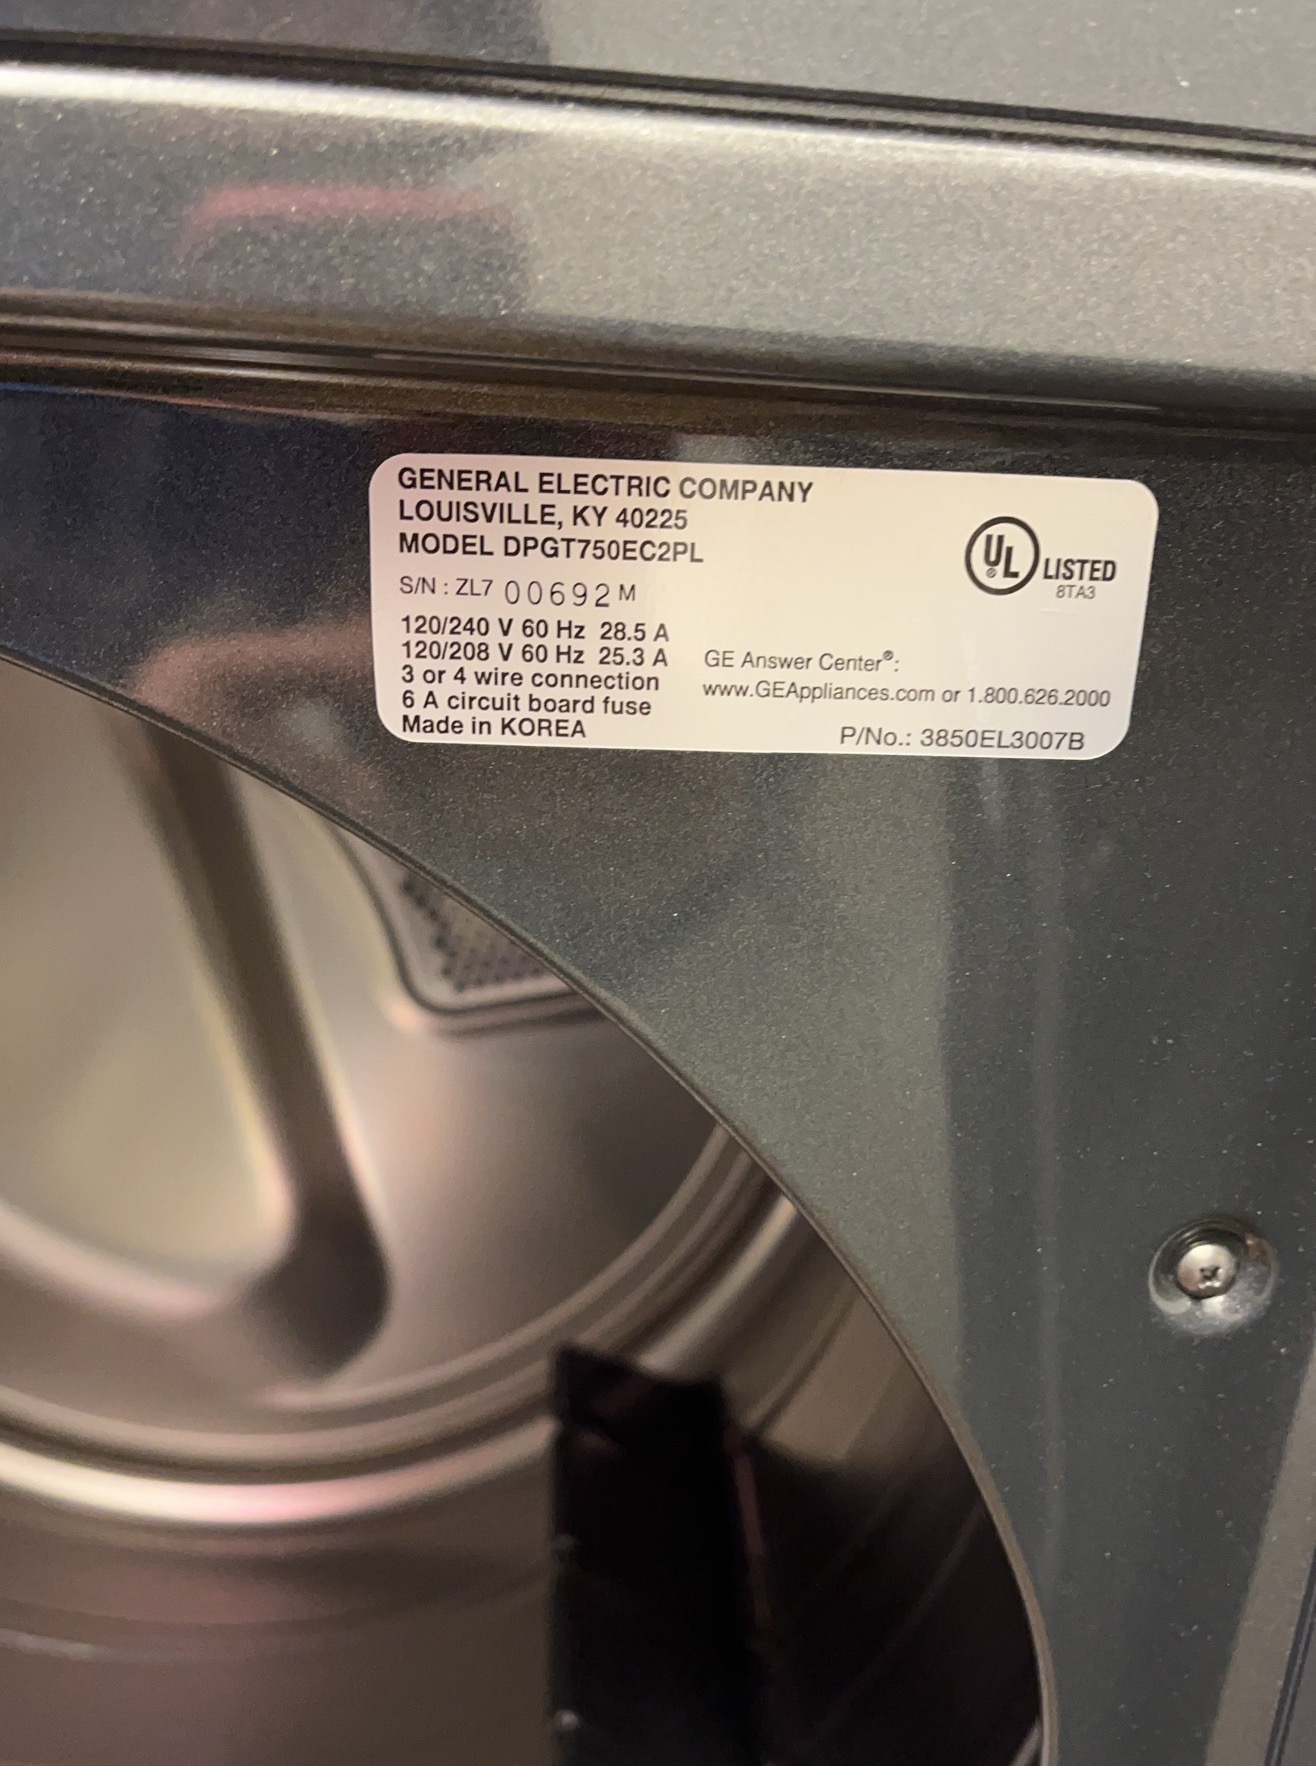 GENERAL ELECTRIC COMPANY
LOUISVILLE, KY 40225
MODEL DPGT750EC2PL
S/N : ZL7 00692 M
120/240 V 60 Hz 28.5 A
120/208 V 60 Hz 25.3 A
3 or 4 wire connection
6 A circuit board fuse
Made in KOREA
UL® LISTED
8TA3
GE Answer Center®:
www.GEAppliances.com or 1.800.626.2000
P/No.: 3850EL3007B